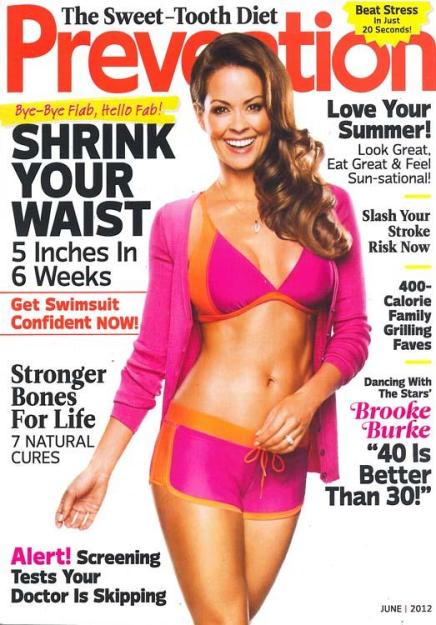 The Sweet-Tooth Diet
Beat Stress
In Just
20 Seconds!
Prevention
Bye-Bye Flab, Hello Fab!
SHRINK
YOUR
WAIST
5 Inches In
6 Weeks
Get Swimsuit
Confident NOW!
Stronger
Bones
For Life
7 NATURAL
CURES
Alert! Screening
Tests Your
Doctor Is Skipping
Love Your
Summer!
Look Great,
Eat Great & Feel
Sun-sational!
Slash Your
Stroke
Risk Now
400-
Calorie
Family
Grilling
Faves
Dancing With
The Stars'
Brooke
Burke
"40 Is
Better
Than 30!"
JUNE | 2012